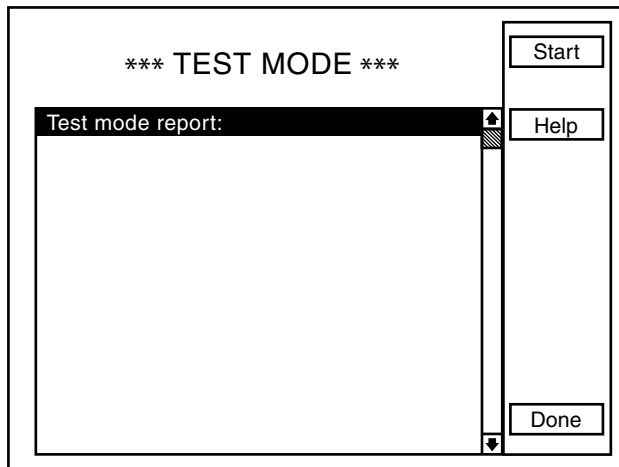 *** TEST MODE ***
Test mode report:
Start
Help
Done